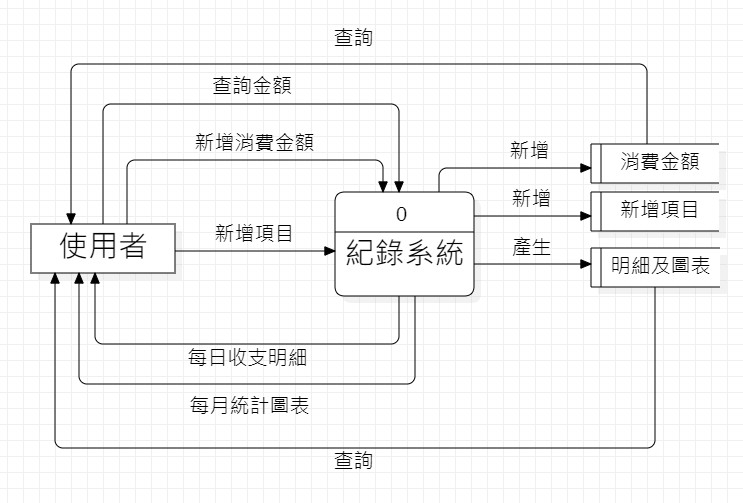 查詢
查詢金額
新增消費金額
新增
消費金額
新增
新增項目
0
新增項目
使用者
紀錄系統
產生
明細及圖表
每日收支明細
每月統計圖表
查詢